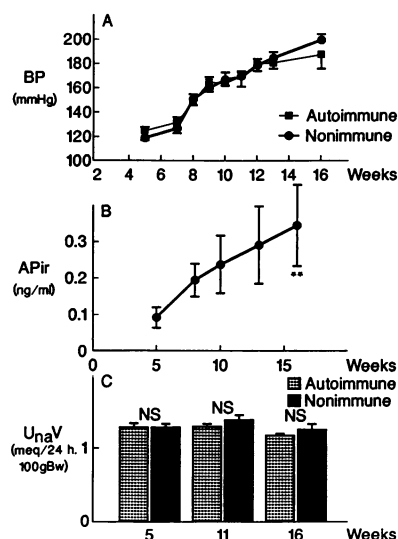 A
200
180
BP
160
(mmHg)
140
Autoimmune
120
Nonimmune
100
2 4 6 8 10 12 14 16 Weeks
B
0.3
APir
0.2
(ng/ml)
0.1
**
0
0 5 10 15 Weeks
C
Autoimmune
Nonimmune
NS NS NS
UnaV
1
(meq/24 h.
100gBw)
0
5 11 16 Weeks